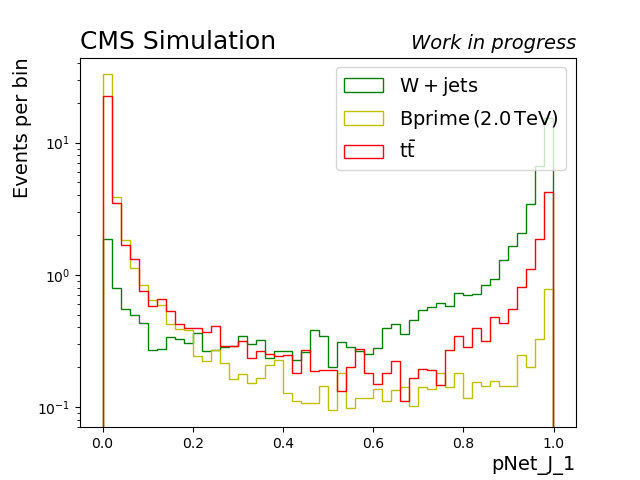 CMS Simulation
Work in progress
Events per bin
W + jets
Bprime (2.0 TeV)
tt̄
10¹
10⁰
10⁻¹
0.0 0.2 0.4 0.6 0.8 1.0
pNet_J_1